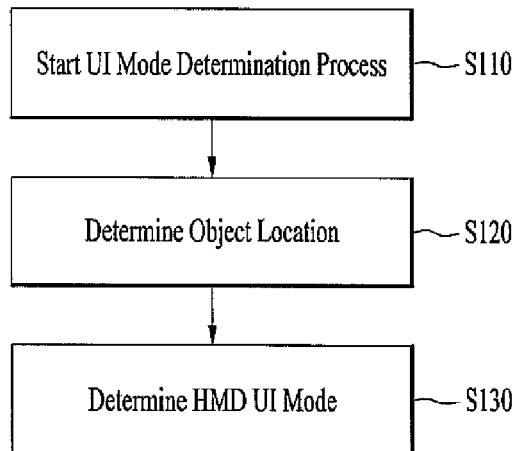 Start UI Mode Determination Process
S110
Determine Object Location
S120
Determine HMD UI Mode
S130